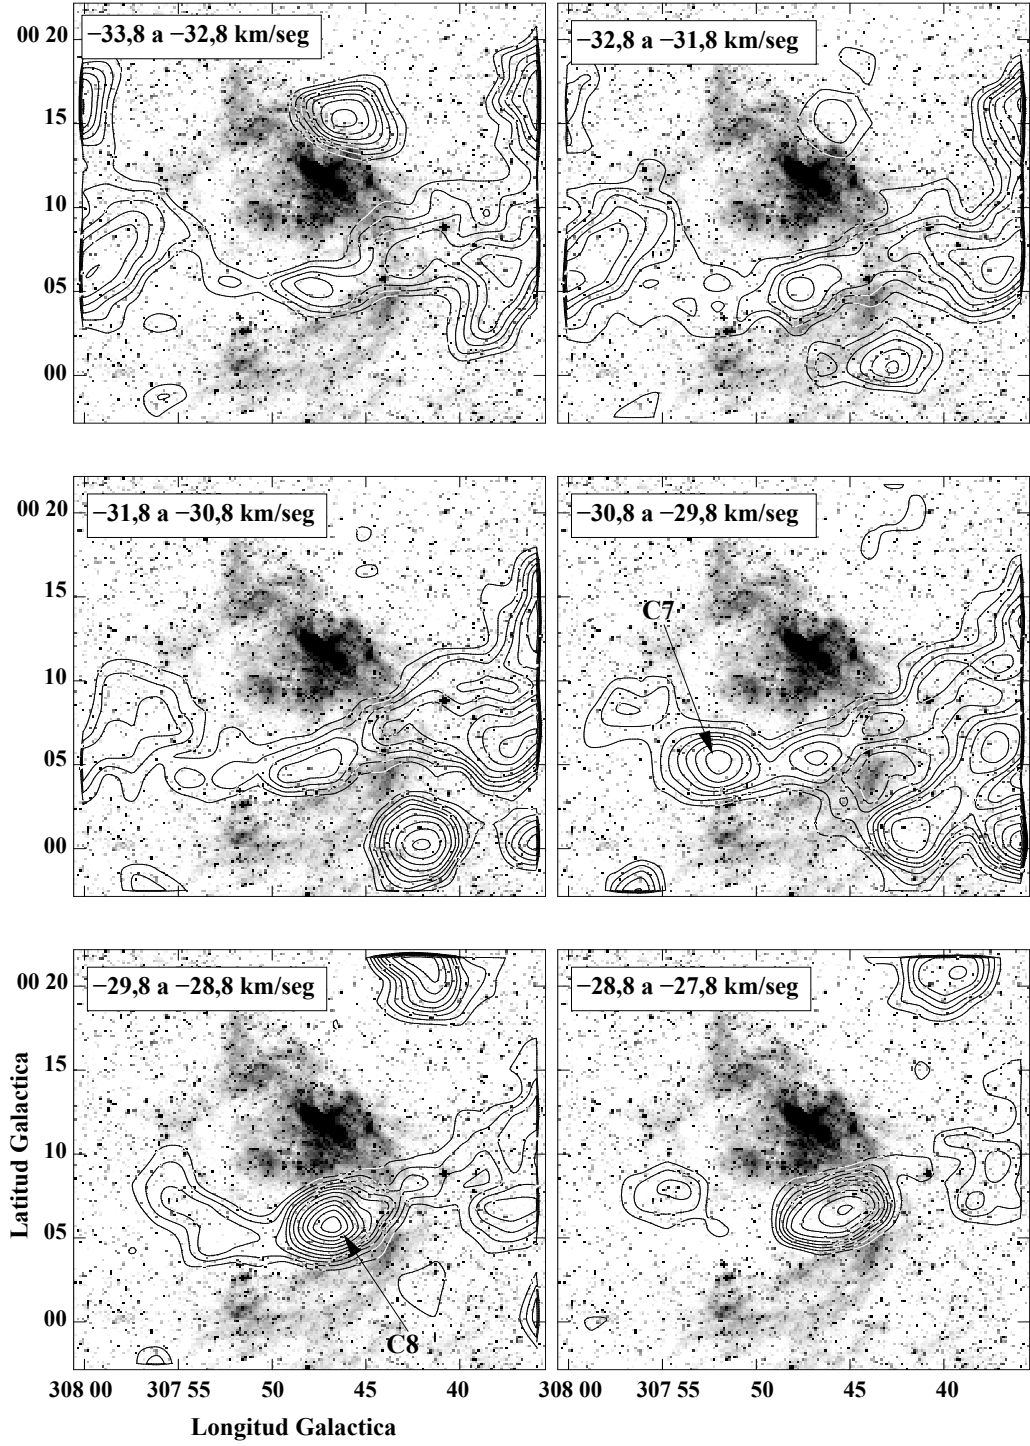 −33,8 a −32,8 km/seg
−32,8 a −31,8 km/seg
00 20
15
10
05
00
−31,8 a −30,8 km/seg
−30,8 a −29,8 km/seg
00 20
15
10
05
00
C7
−29,8 a −28,8 km/seg
−28,8 a −27,8 km/seg
00 20
15
10
05
00
C8
Latitud Galactica
308 00 307 55 50 45 40 308 00 307 55 50 45 40
Longitud Galactica